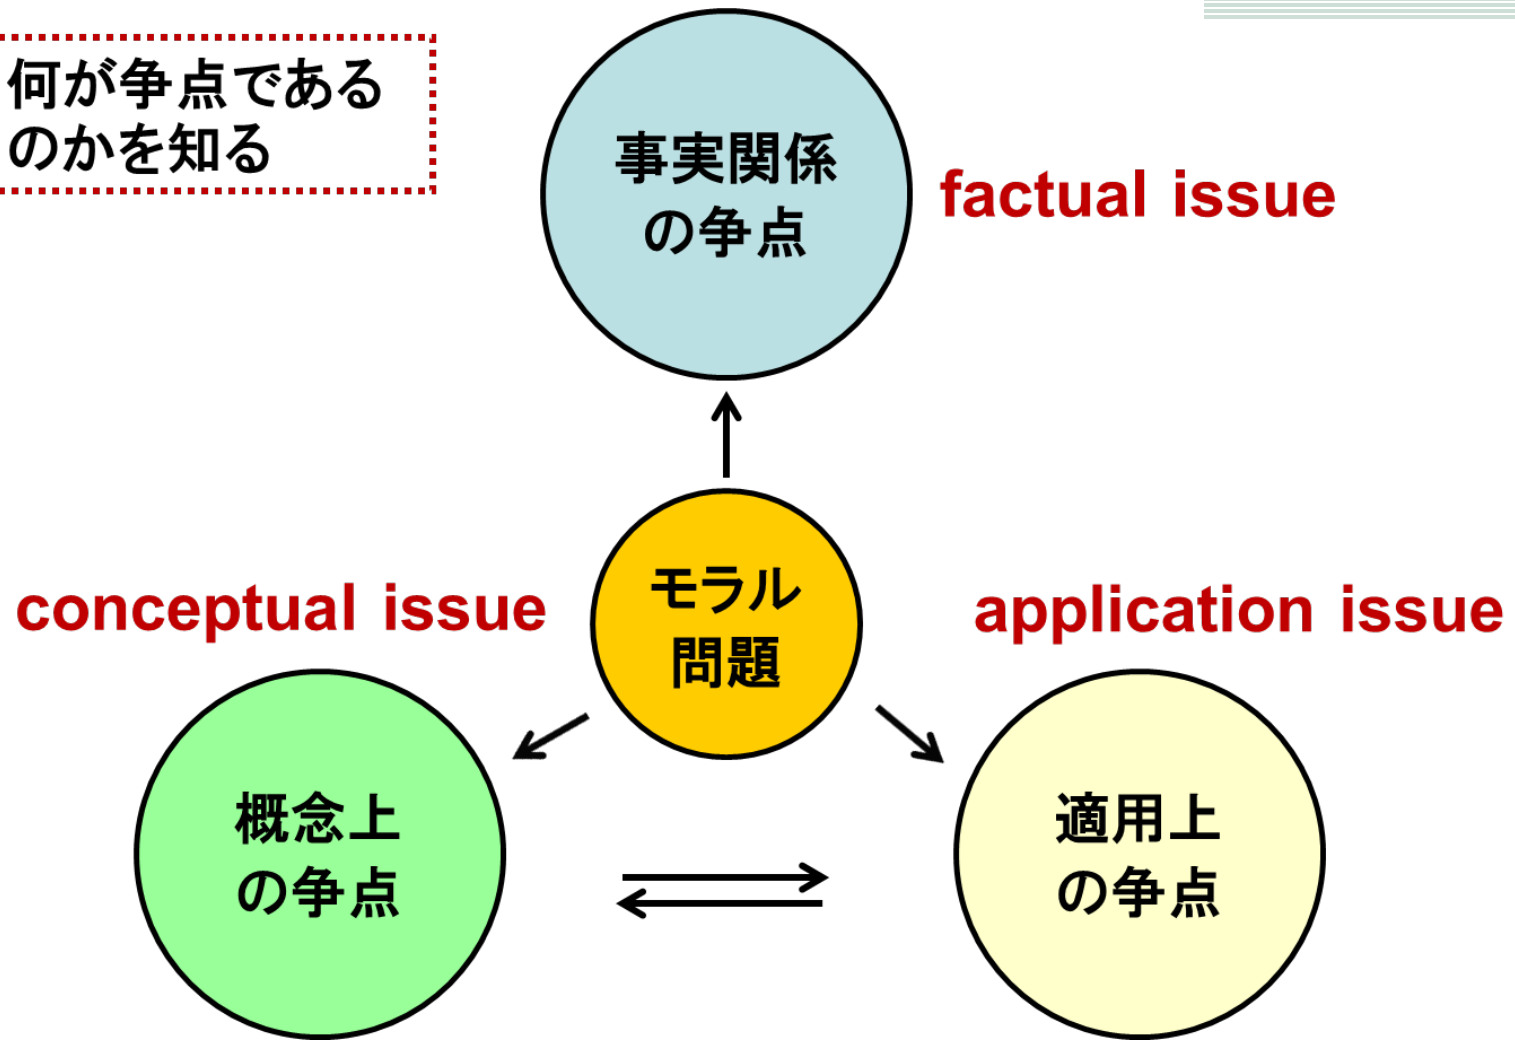 何が争点である
のかを知る
事実関係
の争点
factual issue
モラル
問題
conceptual issue
application issue
概念上
の争点
適用上
の争点